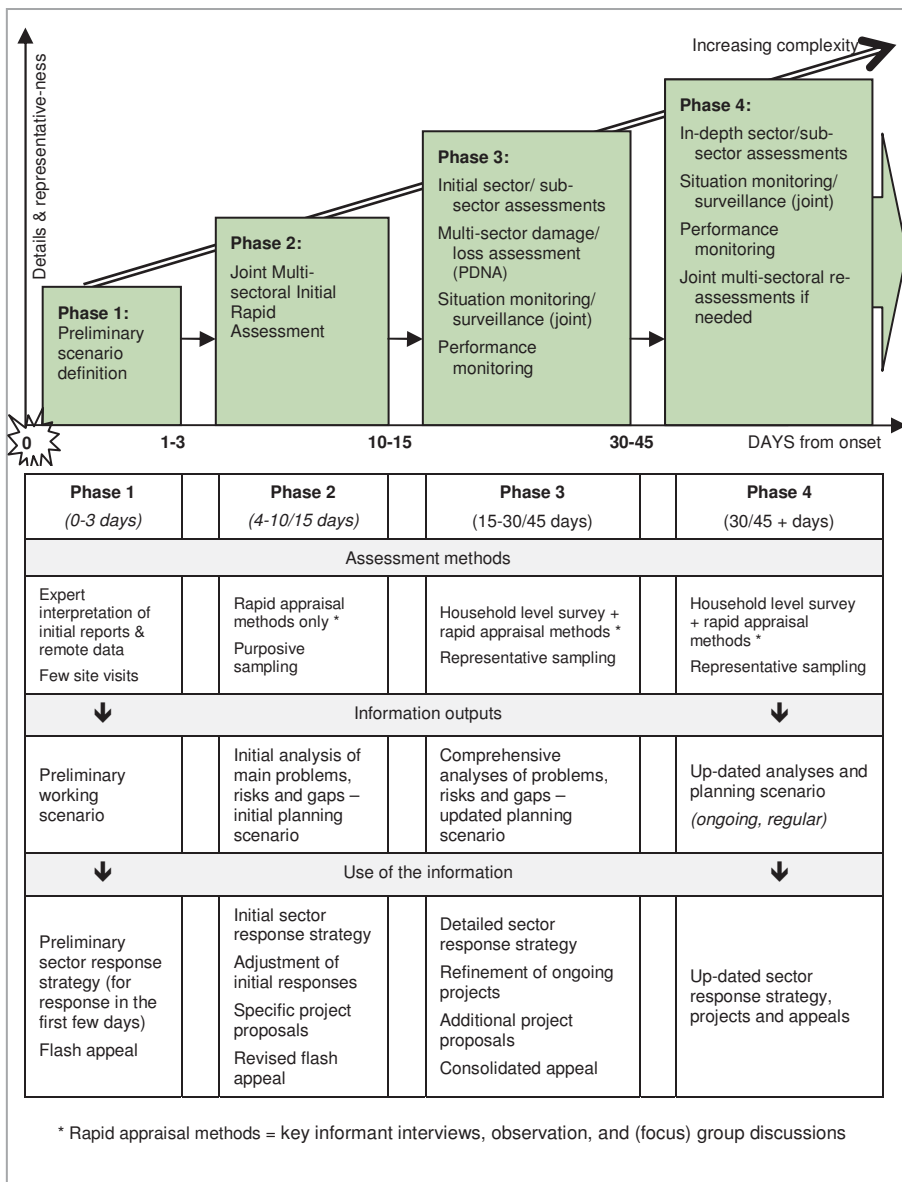 Increasing complexity
Details & representative-ness
Phase 1:
Preliminary
scenario
definition
Phase 2:
Joint Multi-
sectoral Initial
Rapid
Assessment
Phase 3:
Initial sector/ sub-
sector assessments
Multi-sector damage/
loss assessment
(PDNA)
Situation monitoring/
surveillance (joint)
Performance
monitoring
Phase 4:
In-depth sector/sub-
sector assessments
Situation monitoring/
surveillance (joint)
Performance
monitoring
Joint multi-sectoral re-
assessments if
needed
0
1-3
10-15
30-45
DAYS from onset
Phase 1
(0-3 days)
Phase 2
(4-10/15 days)
Phase 3
(15-30/45 days)
Phase 4
(30/45 + days)
Assessment methods
Expert
interpretation of
initial reports &
remote data
Few site visits
Rapid appraisal
methods only *
Purposive
sampling
Household level survey +
rapid appraisal methods *
Representative sampling
Household level survey
+ rapid appraisal
methods *
Representative sampling
Information outputs
Preliminary
working
scenario
Initial analysis of
main problems,
risks and gaps –
initial planning
scenario
Comprehensive
analyses of problems,
risks and gaps –
updated planning
scenario
Up-dated analyses and
planning scenario
(ongoing, regular)
Use of the information
Preliminary
sector response
strategy (for
response in the
first few days)
Flash appeal
Initial sector
response strategy
Adjustment of
initial responses
Specific project
proposals
Revised flash
appeal
Detailed sector
response strategy
Refinement of ongoing
projects
Additional project
proposals
Consolidated appeal
Up-dated sector
response strategy,
projects and appeals
* Rapid appraisal methods = key informant interviews, observation, and (focus) group discussions